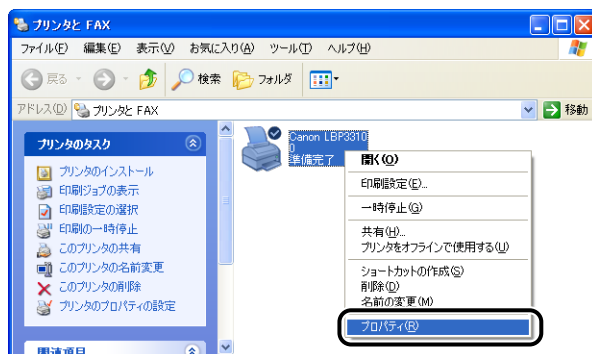 プリンタと FAX
ファイル(F) 編集(E) 表示(V) お気に入り(A) ツール(T) ヘルプ(H)
戻る 検索 フォルダ
アドレス(D) プリンタと FAX 移動
プリンタのタスク
プリンタのインストール
印刷ジョブの表示
印刷設定の選択
印刷の一時停止
このプリンタの共有
このプリンタの名前変更
このプリンタの削除
プリンタのプロパティの設定
関連項目
Canon LBP3310
0
準備完了
開く(O)
印刷設定(E)...
一時停止(G)
共有(H)...
プリンタをオフラインで使用する(U)
ショートカットの作成(S)
削除(D)
名前の変更(M)
プロパティ(R)